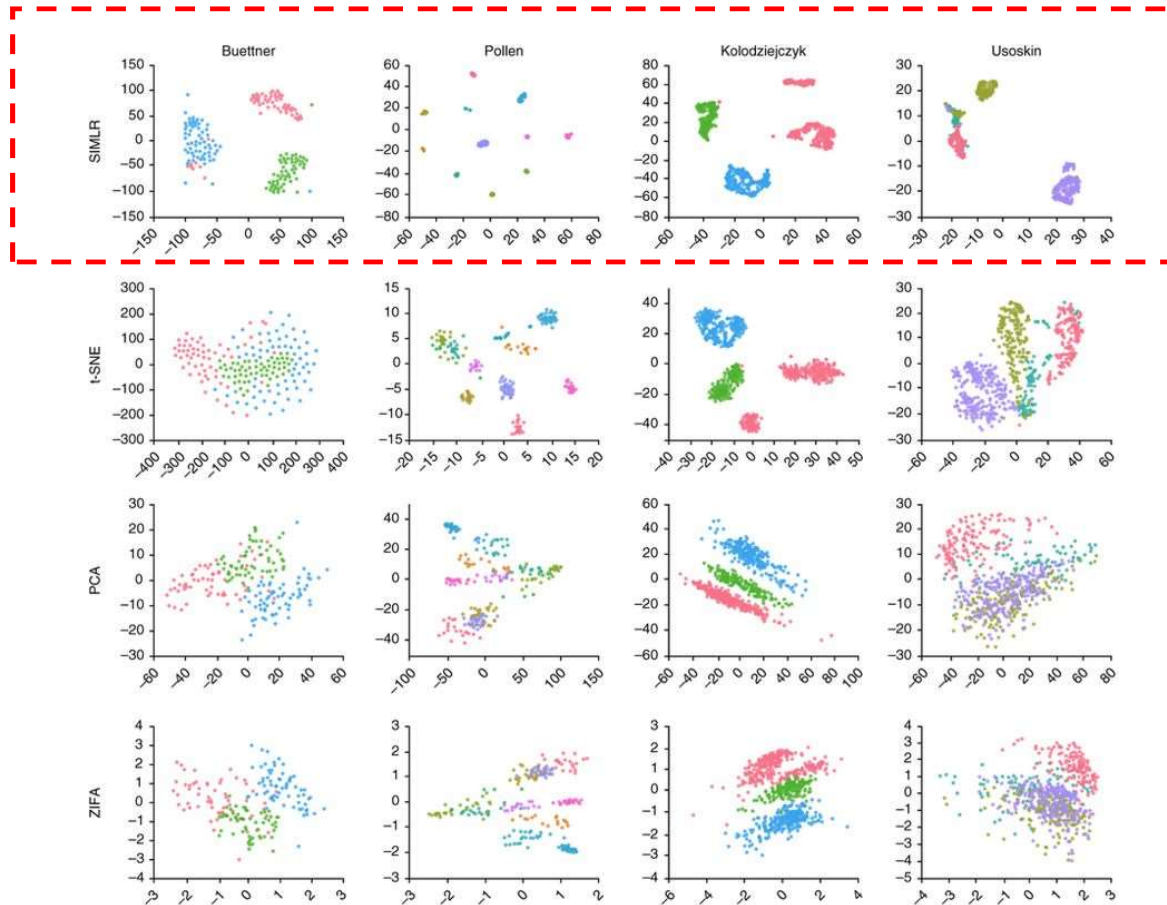 Buettner Pollen Kolodziejczyk Usoskin
SIMLR
150 100 50 0 –50 –100 –150
–150 –100 –50 0 50 100 150
60 40 20 0 –20 –40 –60 –80
–60 –40 –20 0 20 40 60 80
80 60 40 20 0 –20 –40 –60 –80
–60 –40 –20 0 20 40 60
30 20 10 0 –10 –20 –30
–30 –20 –10 0 10 20 30 40
t-SNE
300 200 100 0 –100 –200 –300
–400 –300 –200 –100 0 100 200 300 400
15 10 5 0 –5 –10 –15
–20 –15 –10 –5 0 5 10 15 20
40 20 0 –20 –40
–40 –30 –20 –10 0 10 20 30 40 50
30 20 10 0 –10 –20 –30
–60 –40 –20 0 20 40 60
PCA
30 20 10 0 –10 –20 –30
–60 –40 –20 0 20 40 60
40 20 0 –20 –40
–100 –50 0 50 100 150
60 40 20 0 –20 –40 –60
–60 –40 –20 0 20 40 60 80 100
30 20 10 0 –10 –20 –30
–60 –40 –20 0 20 40 60 80
ZIFA
4 3 2 1 0 –1 –2 –3 –4
–3 –2 –1 0 1 2 3
3 2 1 0 –1 –2 –3
–3 –2 –1 0 1 2
3 2 1 0 –1 –2 –3 –4
–6 –4 –2 0 2 4
4 3 2 1 0 –1 –2 –3 –4 –5
–4 –3 –2 –1 0 1 2 3